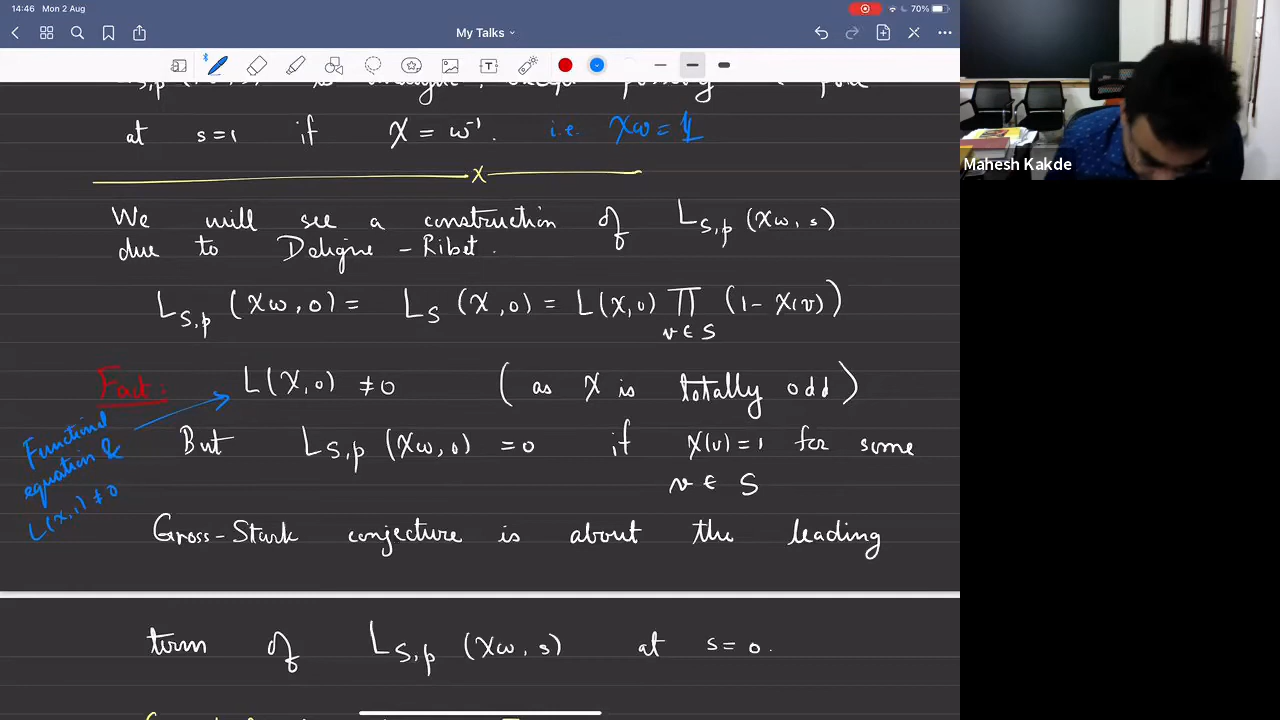 14:46 Mon 2 Aug
70%
My Talks
at s=1 if χ = ω⁻¹. i.e. χω = 1
x
We will see a construction of L_{S,p} (χω, s)
due to Deligne - Ribet.
L_{S,p} (χω, 0) = L_S (χ, 0) = L(χ, 0) ∏_{v ∈ S} (1 - χ(v))
Fact: L(χ, 0) ≠ 0 (as χ is totally odd)
Functional
equation &
L(χ, 1) ≠ 0
But L_{S,p} (χω, 0) = 0 if χ(v) = 1 for some
v ∈ S
Gross-Stark conjecture is about the leading
term of L_{S,p} (χω, s) at s = 0.
Mahesh Kakde